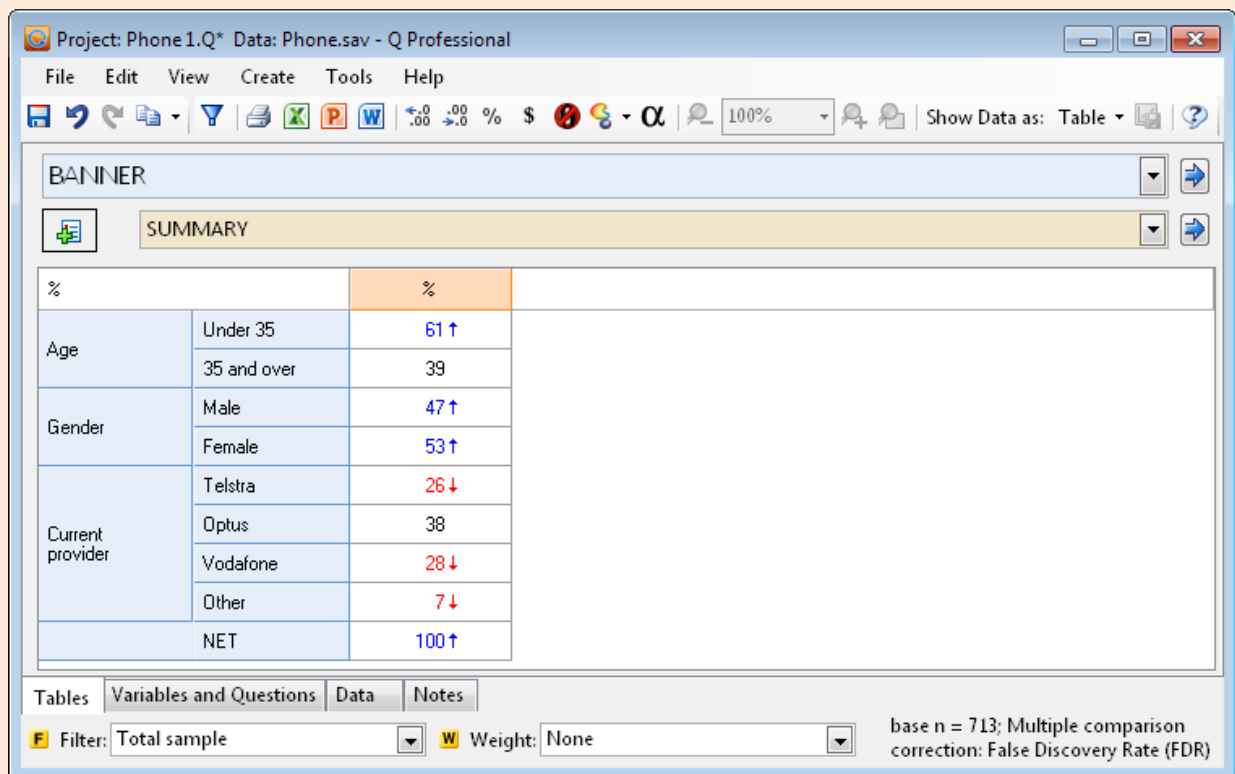 Project: Phone 1.Q* Data: Phone.sav - Q Professional
File Edit View Create Tools Help
% $ α 100% Show Data as: Table
BANNER
SUMMARY
% %
Age Under 35 61↑
35 and over 39
Gender Male 47↑
Female 53↑
Current provider Telstra 26↓
Optus 38
Vodafone 28↓
Other 7↓
NET 100↑
Tables Variables and Questions Data Notes
F Filter: Total sample W Weight: None base n = 713; Multiple comparison
correction: False Discovery Rate (FDR)